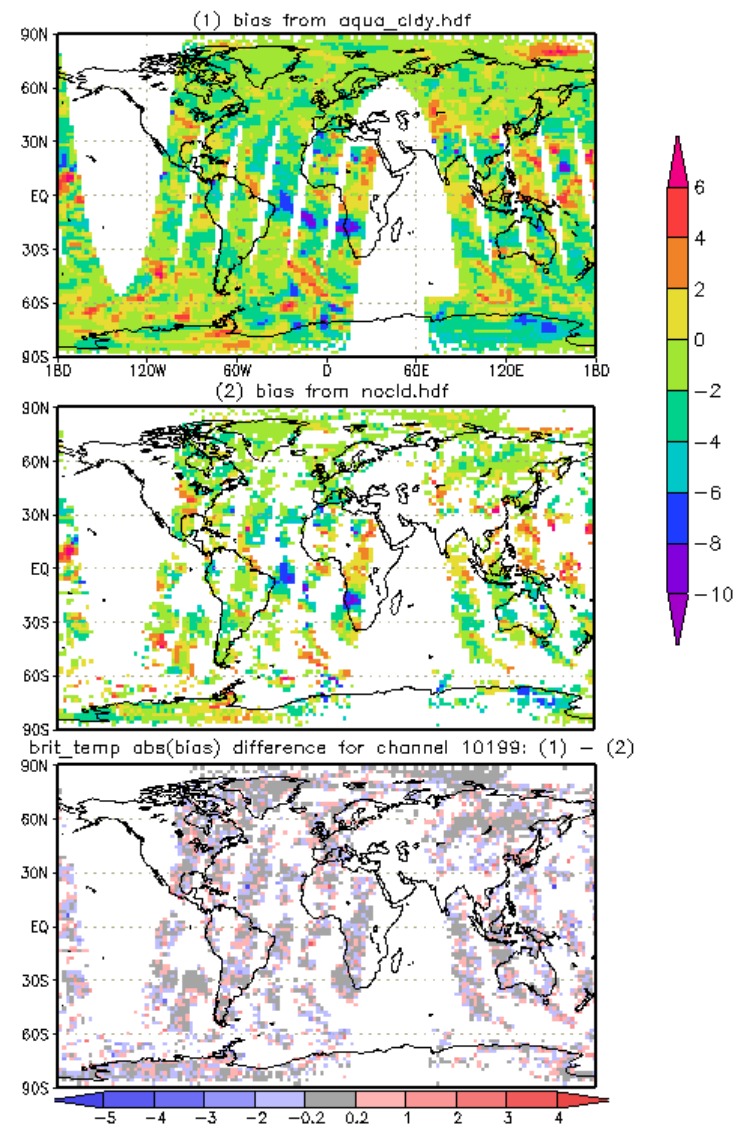 (1) bias from aqua_cldy.hdf
90N
60N
30N
EQ
30S
60S
90S
180 120W 60W 0 60E 120E 180
(2) bias from nocld.hdf
90N
60N
30N
EQ
30S
60S
90S
6
4
2
0
−2
−4
−6
−8
−10
brit_temp abs(bias) difference for channel 10199: (1) − (2)
90N
60N
30N
EQ
30S
60S
90S
−5 −4 −3 −2 −0.2 0.2 1 2 3 4